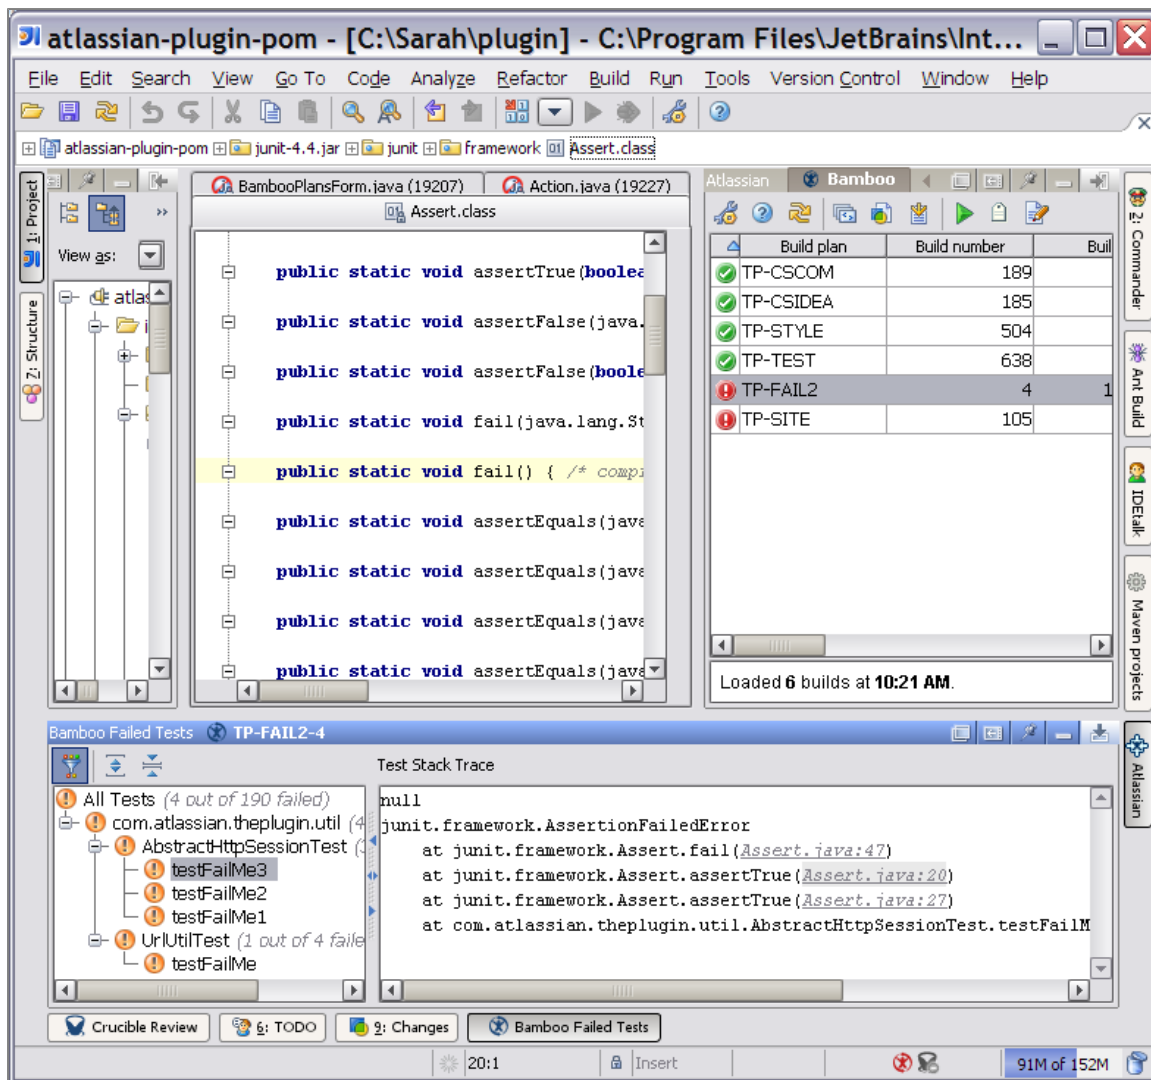 atlassian-plugin-pom - [C:\Sarah\plugin] - C:\Program Files\JetBrains\Int...
File Edit Search View Go To Code Analyze Refactor Build Run Tools Version Control Window Help
atlassian-plugin-pom junit-4.4.jar junit framework Assert.class
1: Project
7: Structure
View as:
atlas
i
BambooPlansForm.java (19207) Action.java (19227)
Assert.class
public static void assertTrue(boolea
public static void assertFalse(java.
public static void assertFalse(boole
public static void fail(java.lang.St
public static void fail() { /* compi
public static void assertEquals(java
public static void assertEquals(java
public static void assertEquals(java
public static void assertEquals(java
Atlassian Bamboo
Build plan Build number Buil
TP-CSCOM 189
TP-CSIDEA 185
TP-STYLE 504
TP-TEST 638
TP-FAIL2 4 1
TP-SITE 105
Loaded 6 builds at 10:21 AM.
2: Commander
Ant Build
IDEtalk
Maven projects
Atlassian
Bamboo Failed Tests TP-FAIL2-4
Test Stack Trace
All Tests (4 out of 190 failed)
com.atlassian.theplugin.util (4
AbstractHttpSessionTest (3
testFailMe3
testFailMe2
testFailMe1
UrlUtilTest (1 out of 4 faile
testFailMe
null
junit.framework.AssertionFailedError
at junit.framework.Assert.fail(Assert.java:47)
at junit.framework.Assert.assertTrue(Assert.java:20)
at junit.framework.Assert.assertTrue(Assert.java:27)
at com.atlassian.theplugin.util.AbstractHttpSessionTest.testFailM
Crucible Review 6: TODO 9: Changes Bamboo Failed Tests
20:1 Insert 91M of 152M